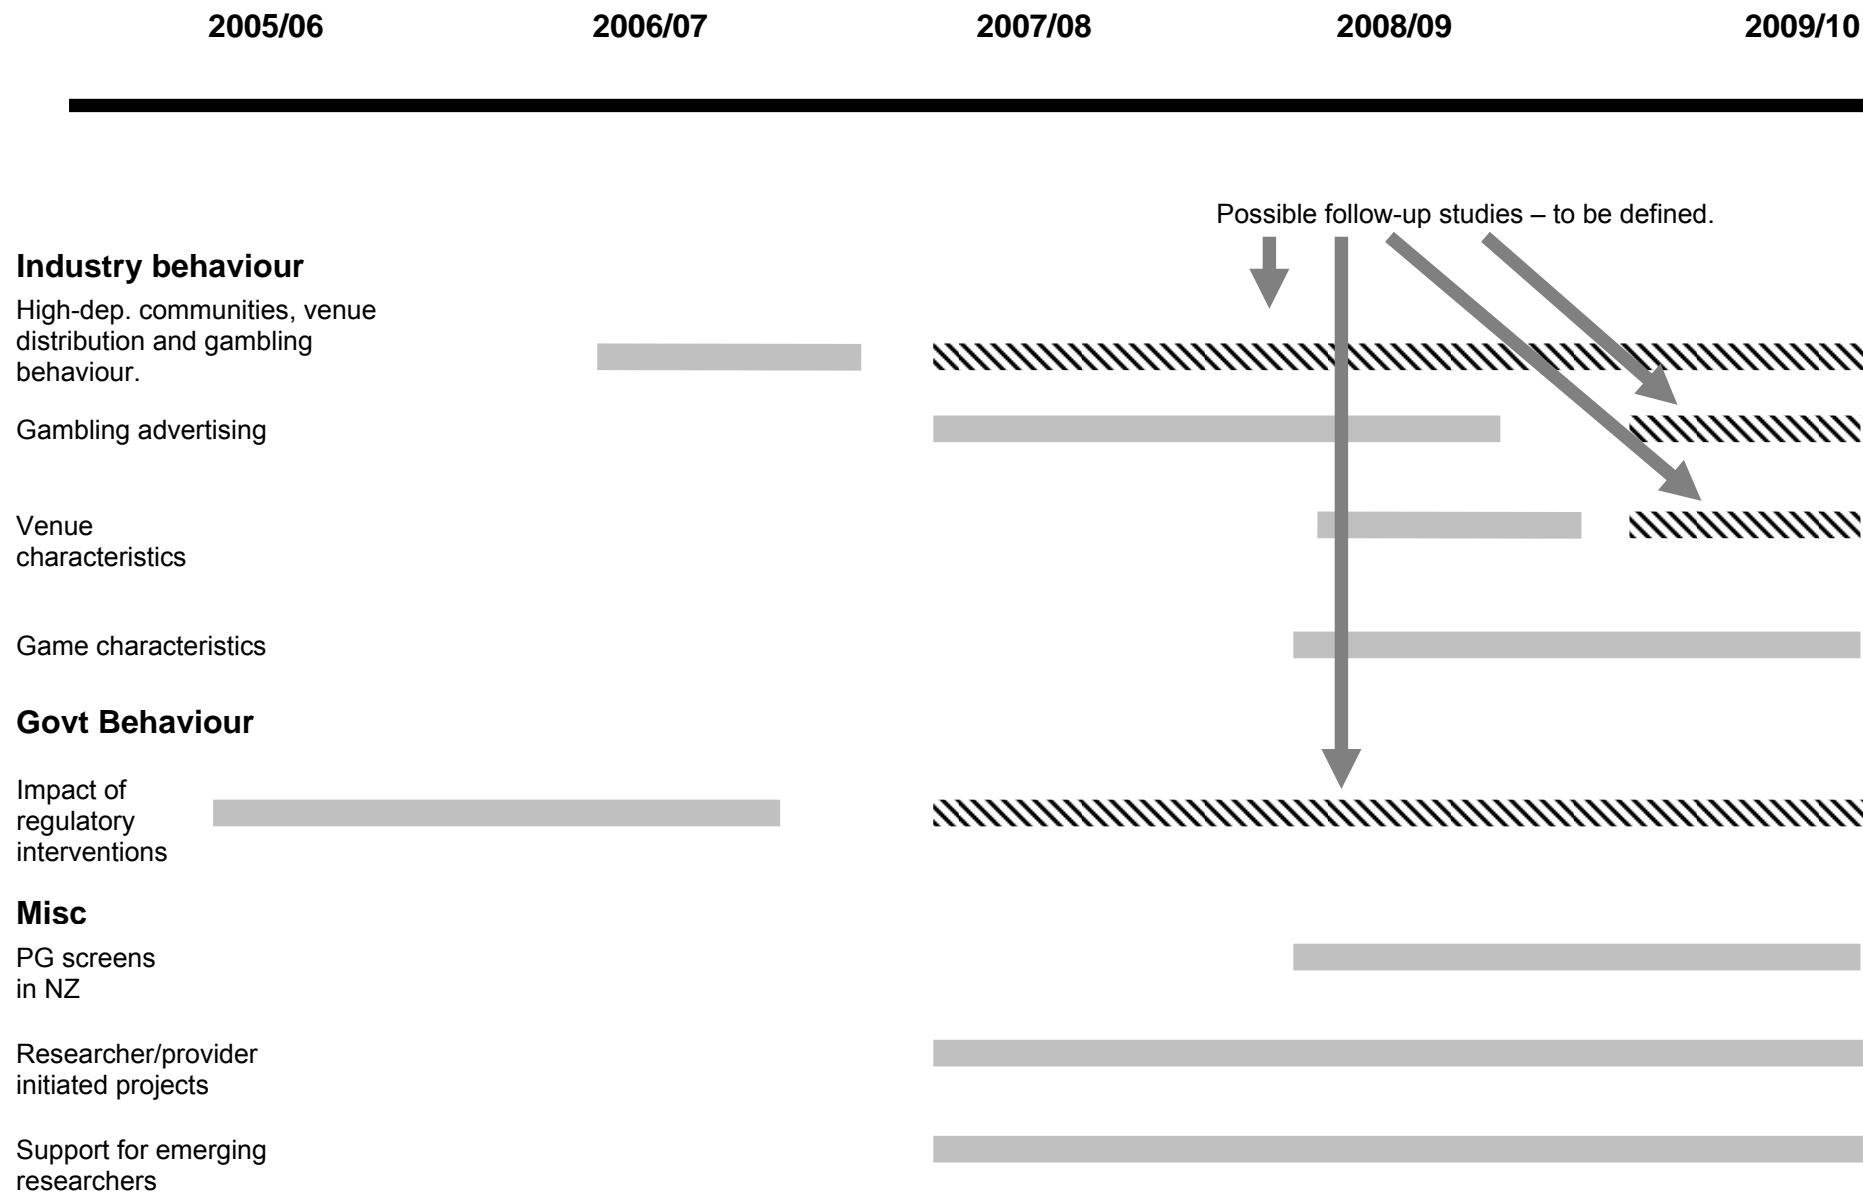 2005/06 2006/07 2007/08 2008/09 2009/10
Possible follow-up studies – to be defined.
Industry behaviour
High-dep. communities, venue
distribution and gambling
behaviour.
Gambling advertising
Venue
characteristics
Game characteristics
Govt Behaviour
Impact of
regulatory
interventions
Misc
PG screens
in NZ
Researcher/provider
initiated projects
Support for emerging
researchers